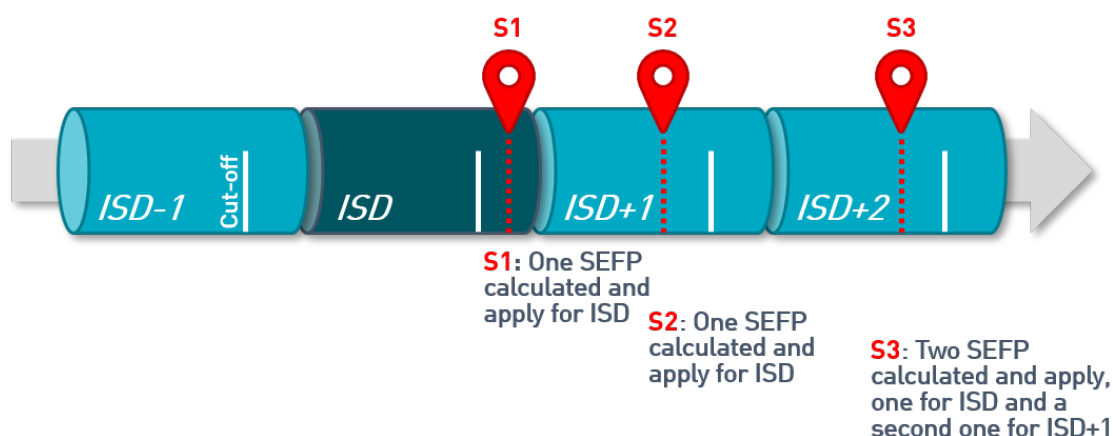 S1
S2
S3
ISD-1
Cut-off
ISD
ISD+1
ISD+2
S1: One SEFP
calculated and
apply for ISD
S2: One SEFP
calculated and
apply for ISD
S3: Two SEFP
calculated and apply,
one for ISD and a
second one for ISD+1